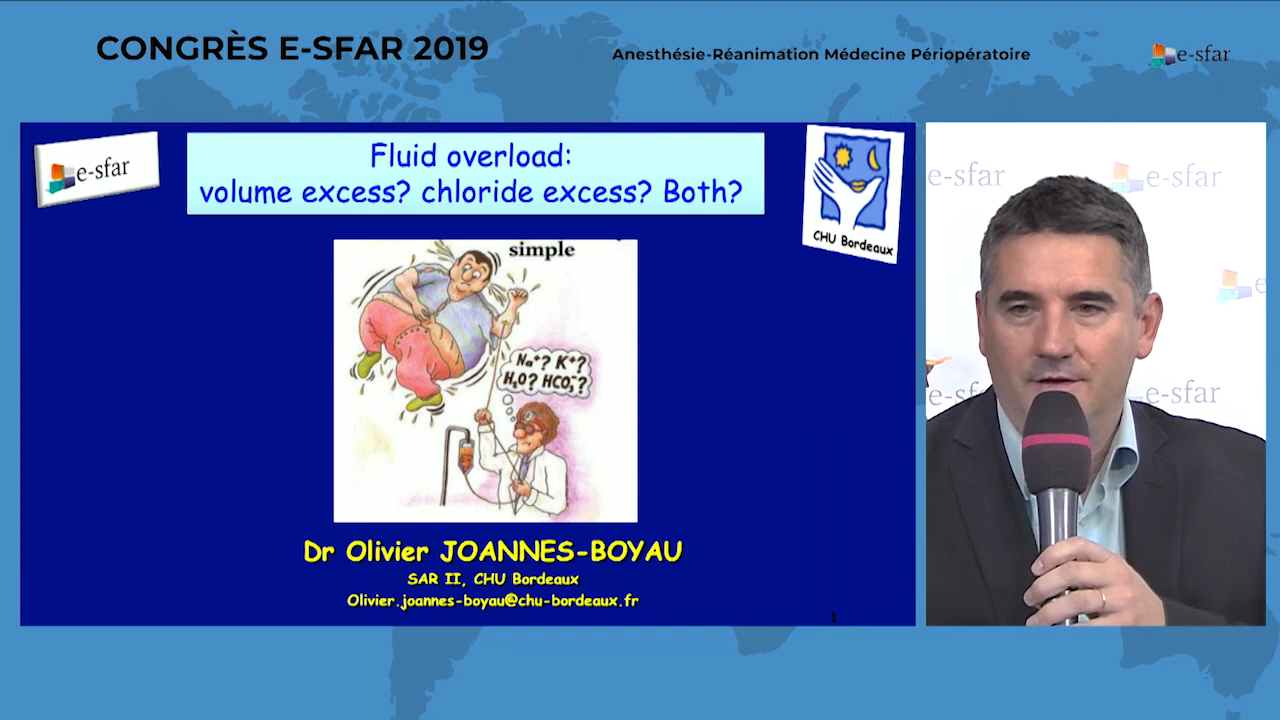 CONGRÈS E-SFAR 2019
Anesthésie-Réanimation Médecine Périopératoire
e-sfar
e-sfar
Fluid overload:
volume excess? chloride excess? Both?
CHU Bordeaux
simple
Na⁺? K⁺?
H₂O? HCO₃⁻?
Dr Olivier JOANNES-BOYAU
SAR II, CHU Bordeaux
Olivier.joannes-boyau@chu-bordeaux.fr
1
e-sfar
e-sfar
e-sfar
e-sfar